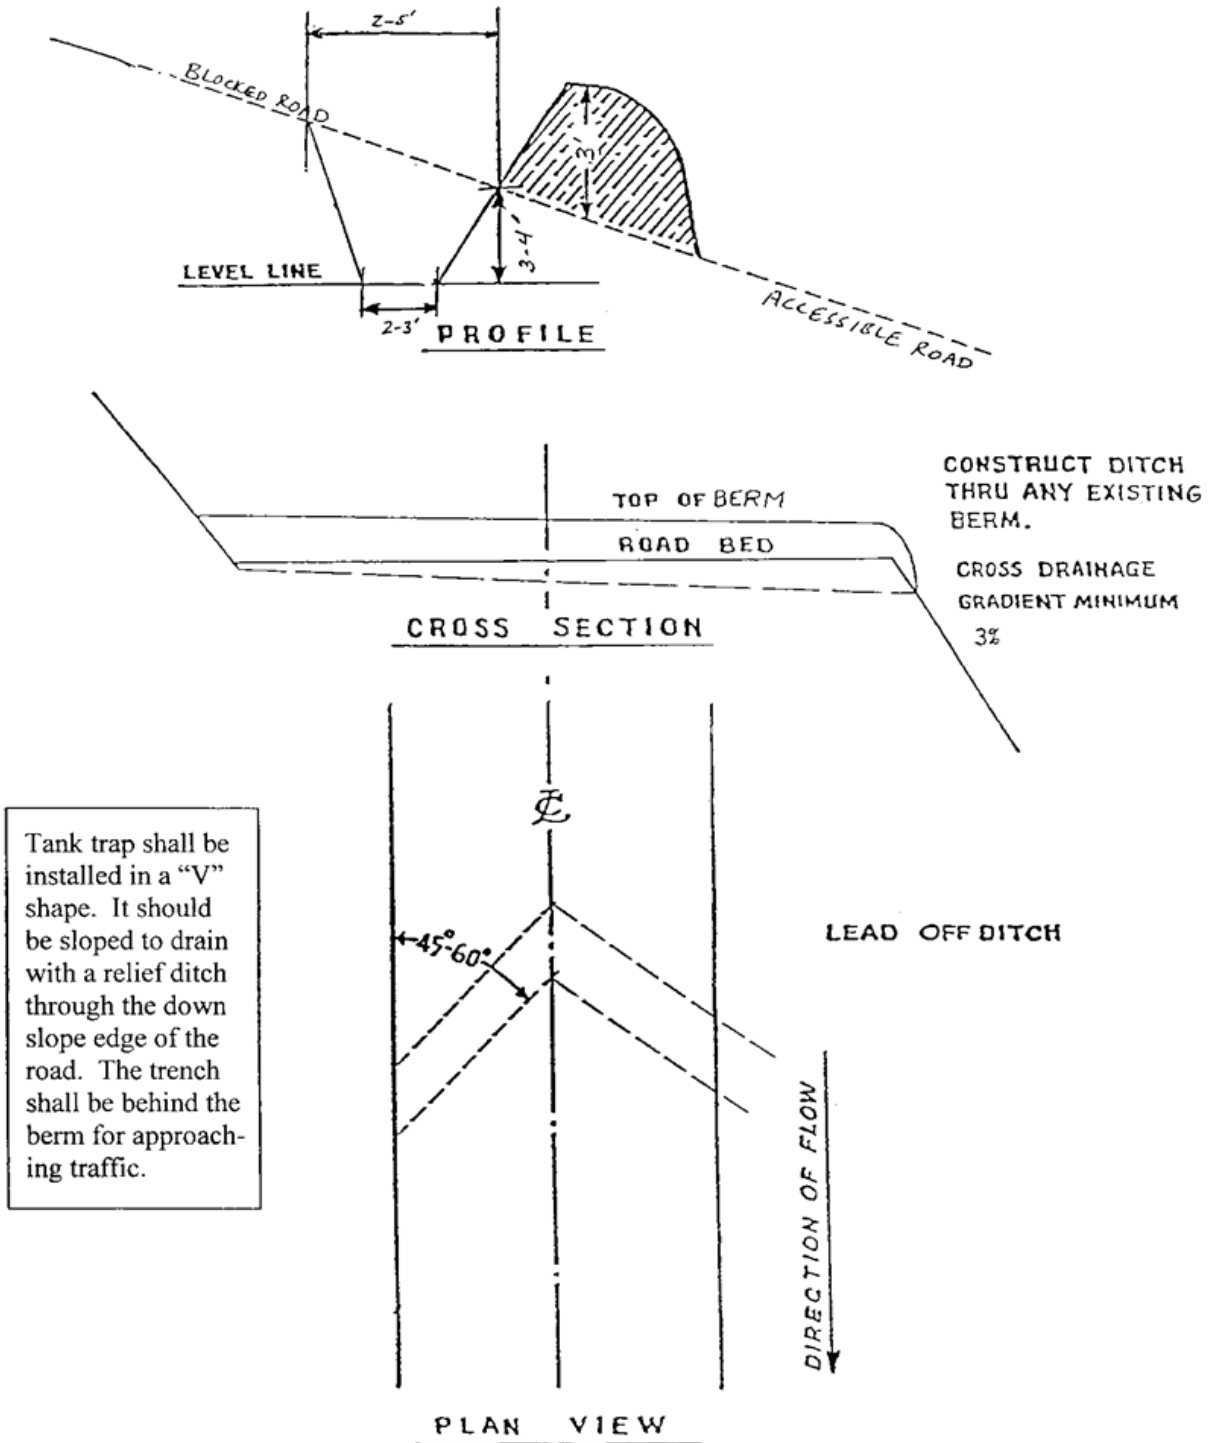 2-5'
BLOCKED ROAD
3'
3-4'
LEVEL LINE
2-3'
PROFILE
ACCESSIBLE ROAD
CONSTRUCT DITCH
THRU ANY EXISTING
BERM.
TOP OF BERM
ROAD BED
CROSS DRAINAGE
GRADIENT MINIMUM
3%
CROSS SECTION
CL
Tank trap shall be
installed in a “V”
shape. It should
be sloped to drain
with a relief ditch
through the down
slope edge of the
road. The trench
shall be behind the
berm for approach-
ing traffic.
45°-60°
LEAD OFF DITCH
DIRECTION OF FLOW
PLAN VIEW